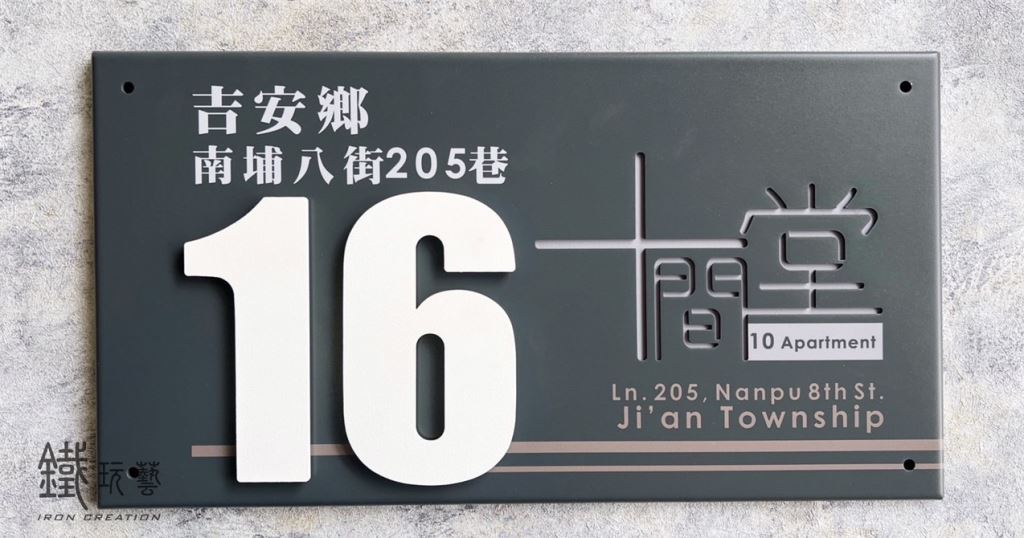 吉安鄉
南埔八街205巷
16
十間堂
10 Apartment
Ln. 205, Nanpu 8th St.
Ji'an Township
鐵玩藝
IRON CREATION